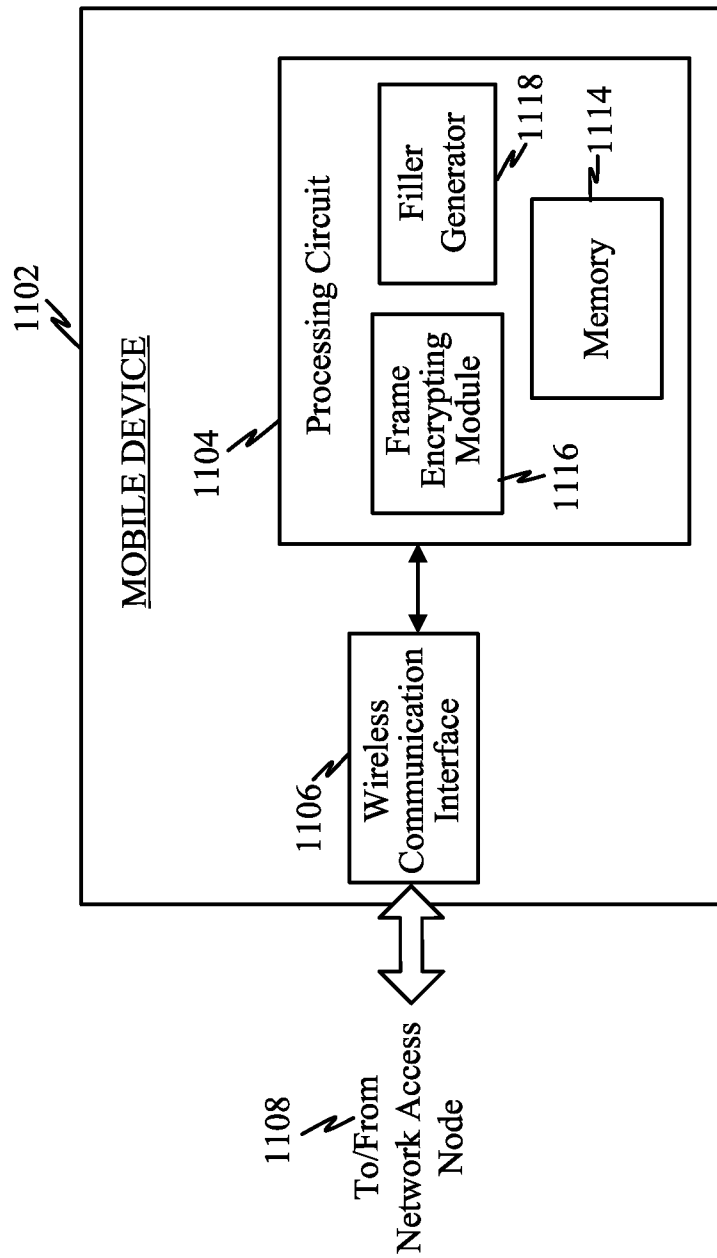 1102
MOBILE DEVICE
1104
Processing Circuit
Frame
Encrypting
Module
1116
Filler
Generator
1118
Memory
1114
1106
Wireless
Communication
Interface
1108
To/From
Network Access
Node